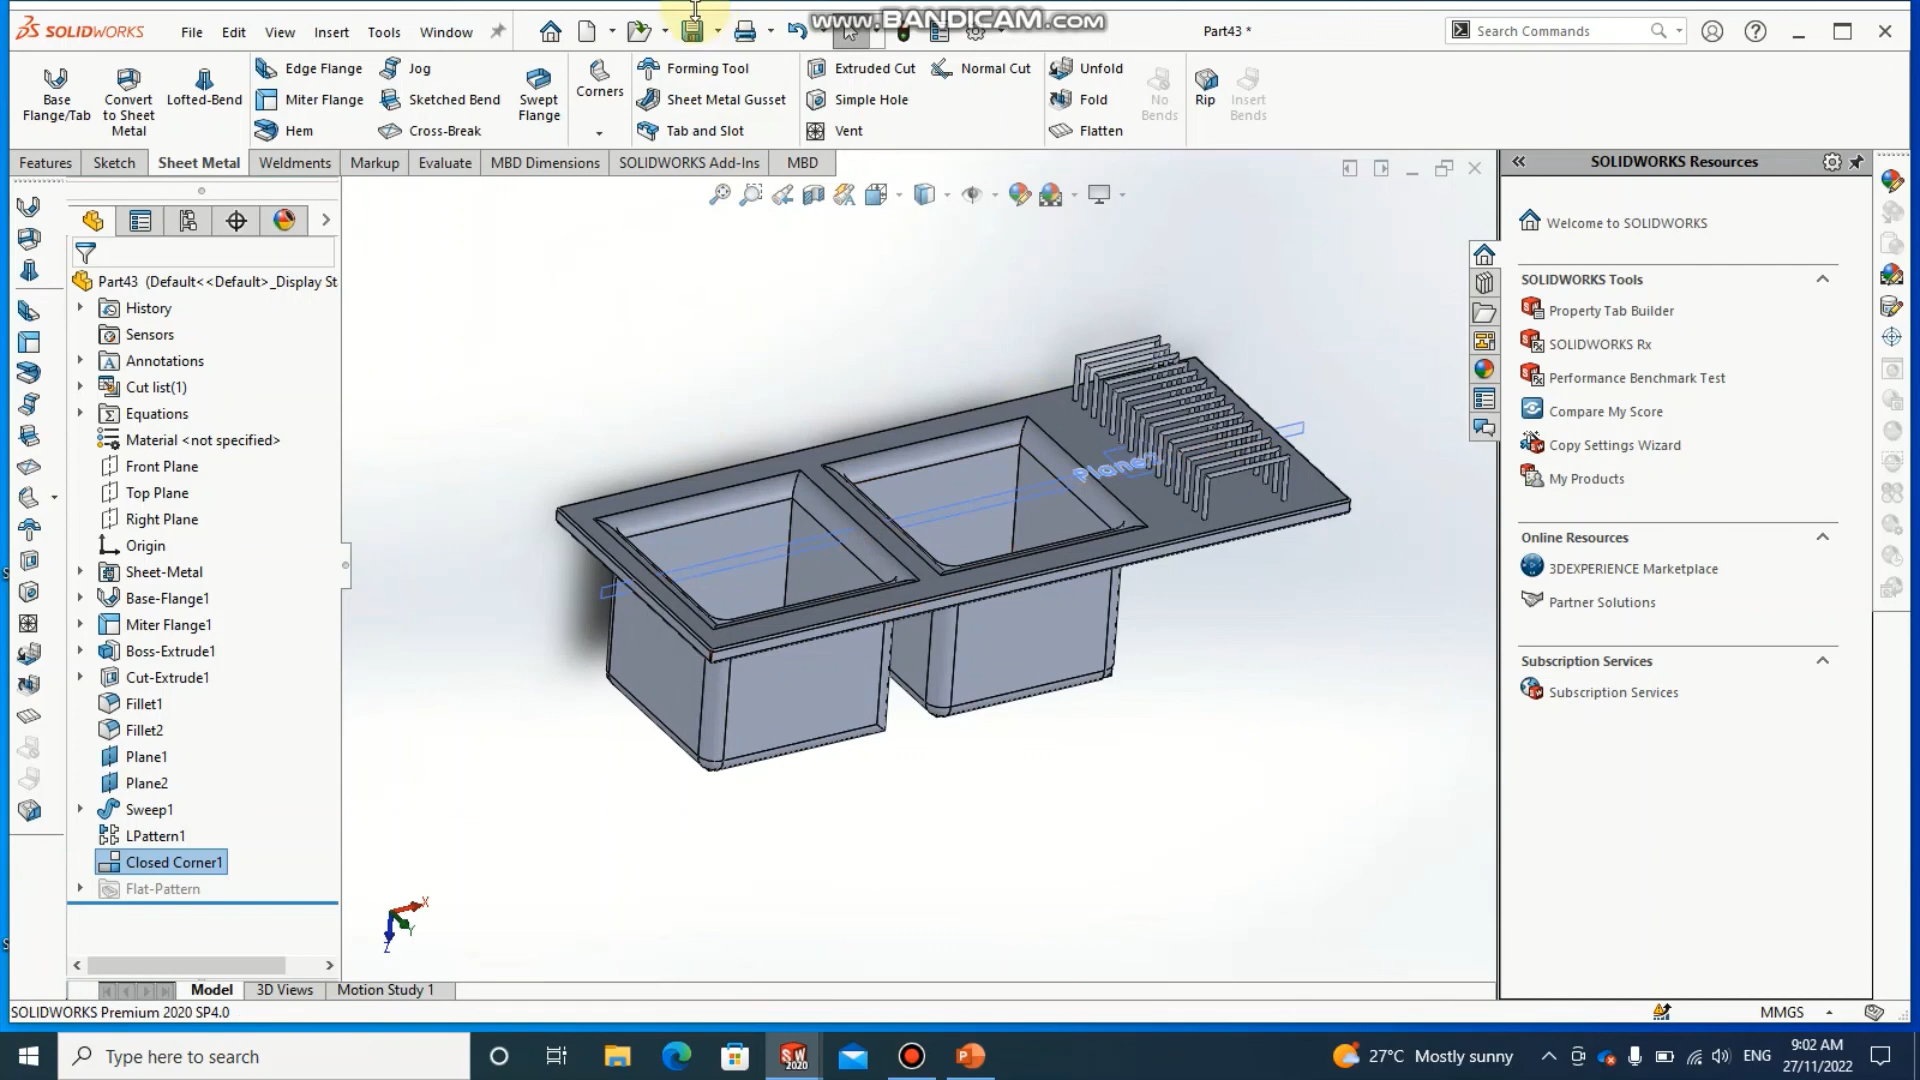 www.BANDICAM.com
SOLIDWORKS
File Edit View Insert Tools Window
Part43 *
Search Commands
Base Flange/Tab
Convert to Sheet Metal
Lofted-Bend
Edge Flange
Miter Flange
Hem
Jog
Sketched Bend
Cross-Break
Swept Flange
Corners
Forming Tool
Sheet Metal Gusset
Tab and Slot
Extruded Cut
Simple Hole
Vent
Normal Cut
Unfold
Fold
Flatten
No Bends
Rip
Insert Bends
Features Sketch Sheet Metal Weldments Markup Evaluate MBD Dimensions SOLIDWORKS Add-Ins MBD
Part43 (Default<<Default>_Display St
History
Sensors
Annotations
Cut list(1)
Equations
Material <not specified>
Front Plane
Top Plane
Right Plane
Origin
Sheet-Metal
Base-Flange1
Miter Flange1
Boss-Extrude1
Cut-Extrude1
Fillet1
Fillet2
Plane1
Plane2
Sweep1
LPattern1
Closed Corner1
Flat-Pattern
X
Y
Z
SOLIDWORKS Resources
Welcome to SOLIDWORKS
SOLIDWORKS Tools
Property Tab Builder
SOLIDWORKS Rx
Performance Benchmark Test
Compare My Score
Copy Settings Wizard
My Products
Online Resources
3DEXPERIENCE Marketplace
Partner Solutions
Subscription Services
Subscription Services
Model 3D Views Motion Study 1
SOLIDWORKS Premium 2020 SP4.0
MMGS
Type here to search
SW 2020
27°C Mostly sunny
ENG
9:02 AM
27/11/2022